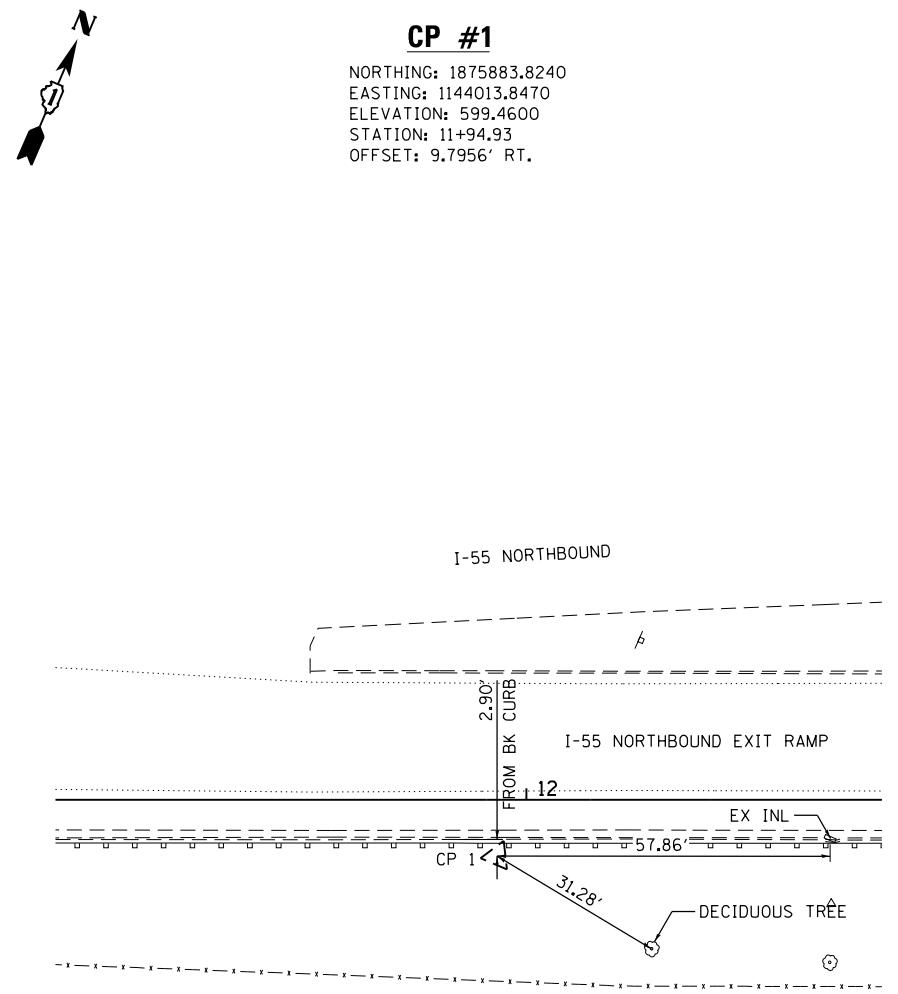 N
1
CP #1
NORTHING: 1875883.8240
EASTING: 1144013.8470
ELEVATION: 599.4600
STATION: 11+94.93
OFFSET: 9.7956' RT.
I-55 NORTHBOUND
2.90'
FROM BK CURB
I-55 NORTHBOUND EXIT RAMP
12
EX INL
57.86'
CP 1
31.28'
DECIDUOUS TREE